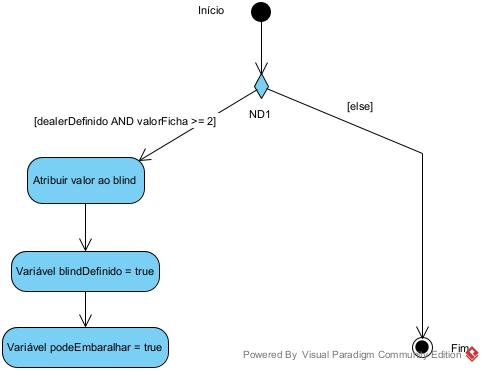 Início
ND1
[else]
[dealerDefinido AND valorFicha >= 2]
Atribuir valor ao blind
Variável blindDefinido = true
Variável podeEmbaralhar = true
Fim
Powered By Visual Paradigm Community Edition